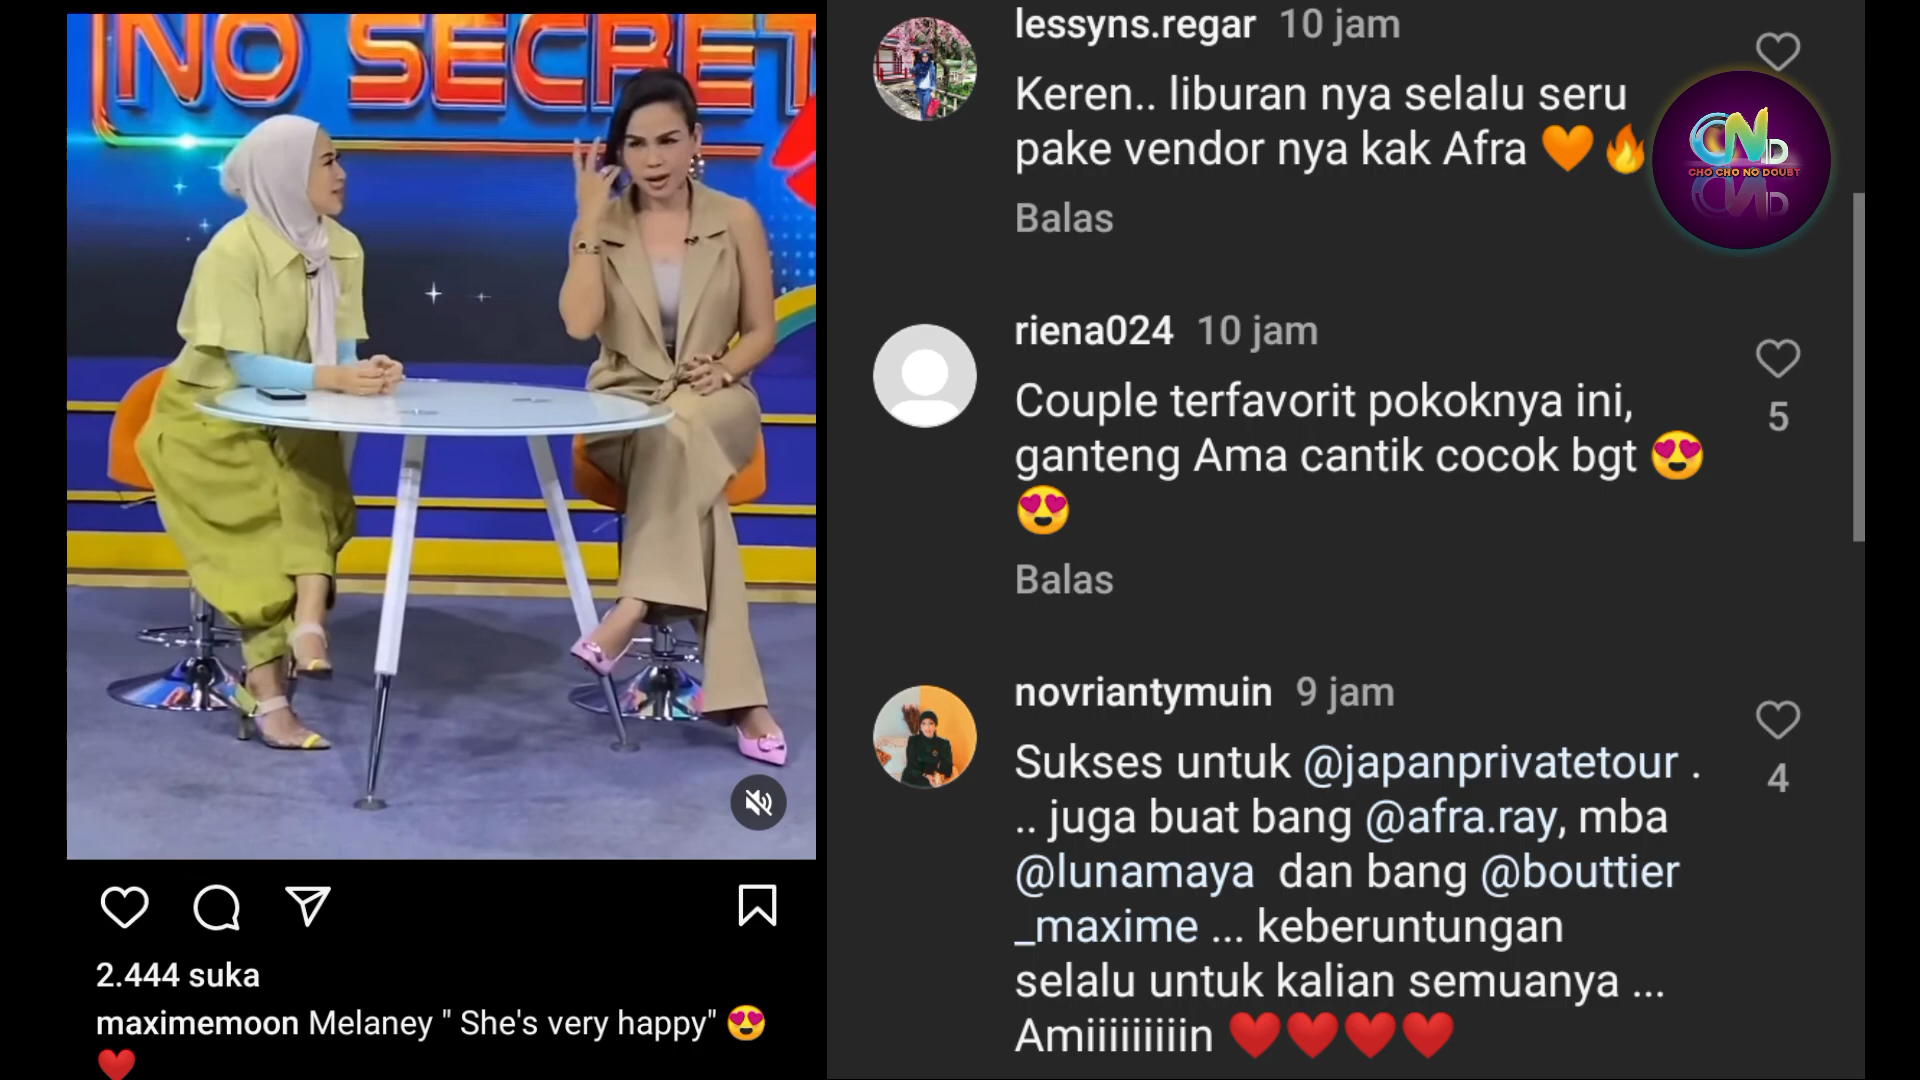 NO SECRET
2.444 suka
maximemoon Melaney " She's very happy" 😍
❤️
lessyns.regar 10 jam
Keren.. liburan nya selalu seru
pake vendor nya kak Afra 🧡🔥
Balas
riena024 10 jam
Couple terfavorit pokoknya ini,
ganteng Ama cantik cocok bgt 😍
😍
5
Balas
novriantymuin 9 jam
Sukses untuk @japanprivatetour .
.. juga buat bang @afra.ray, mba
@lunamaya dan bang @bouttier
_maxime ... keberuntungan
selalu untuk kalian semuanya ...
Amiiiiiiiiin ❤️❤️❤️❤️
4
CND
CHO CHO NO DOUBT